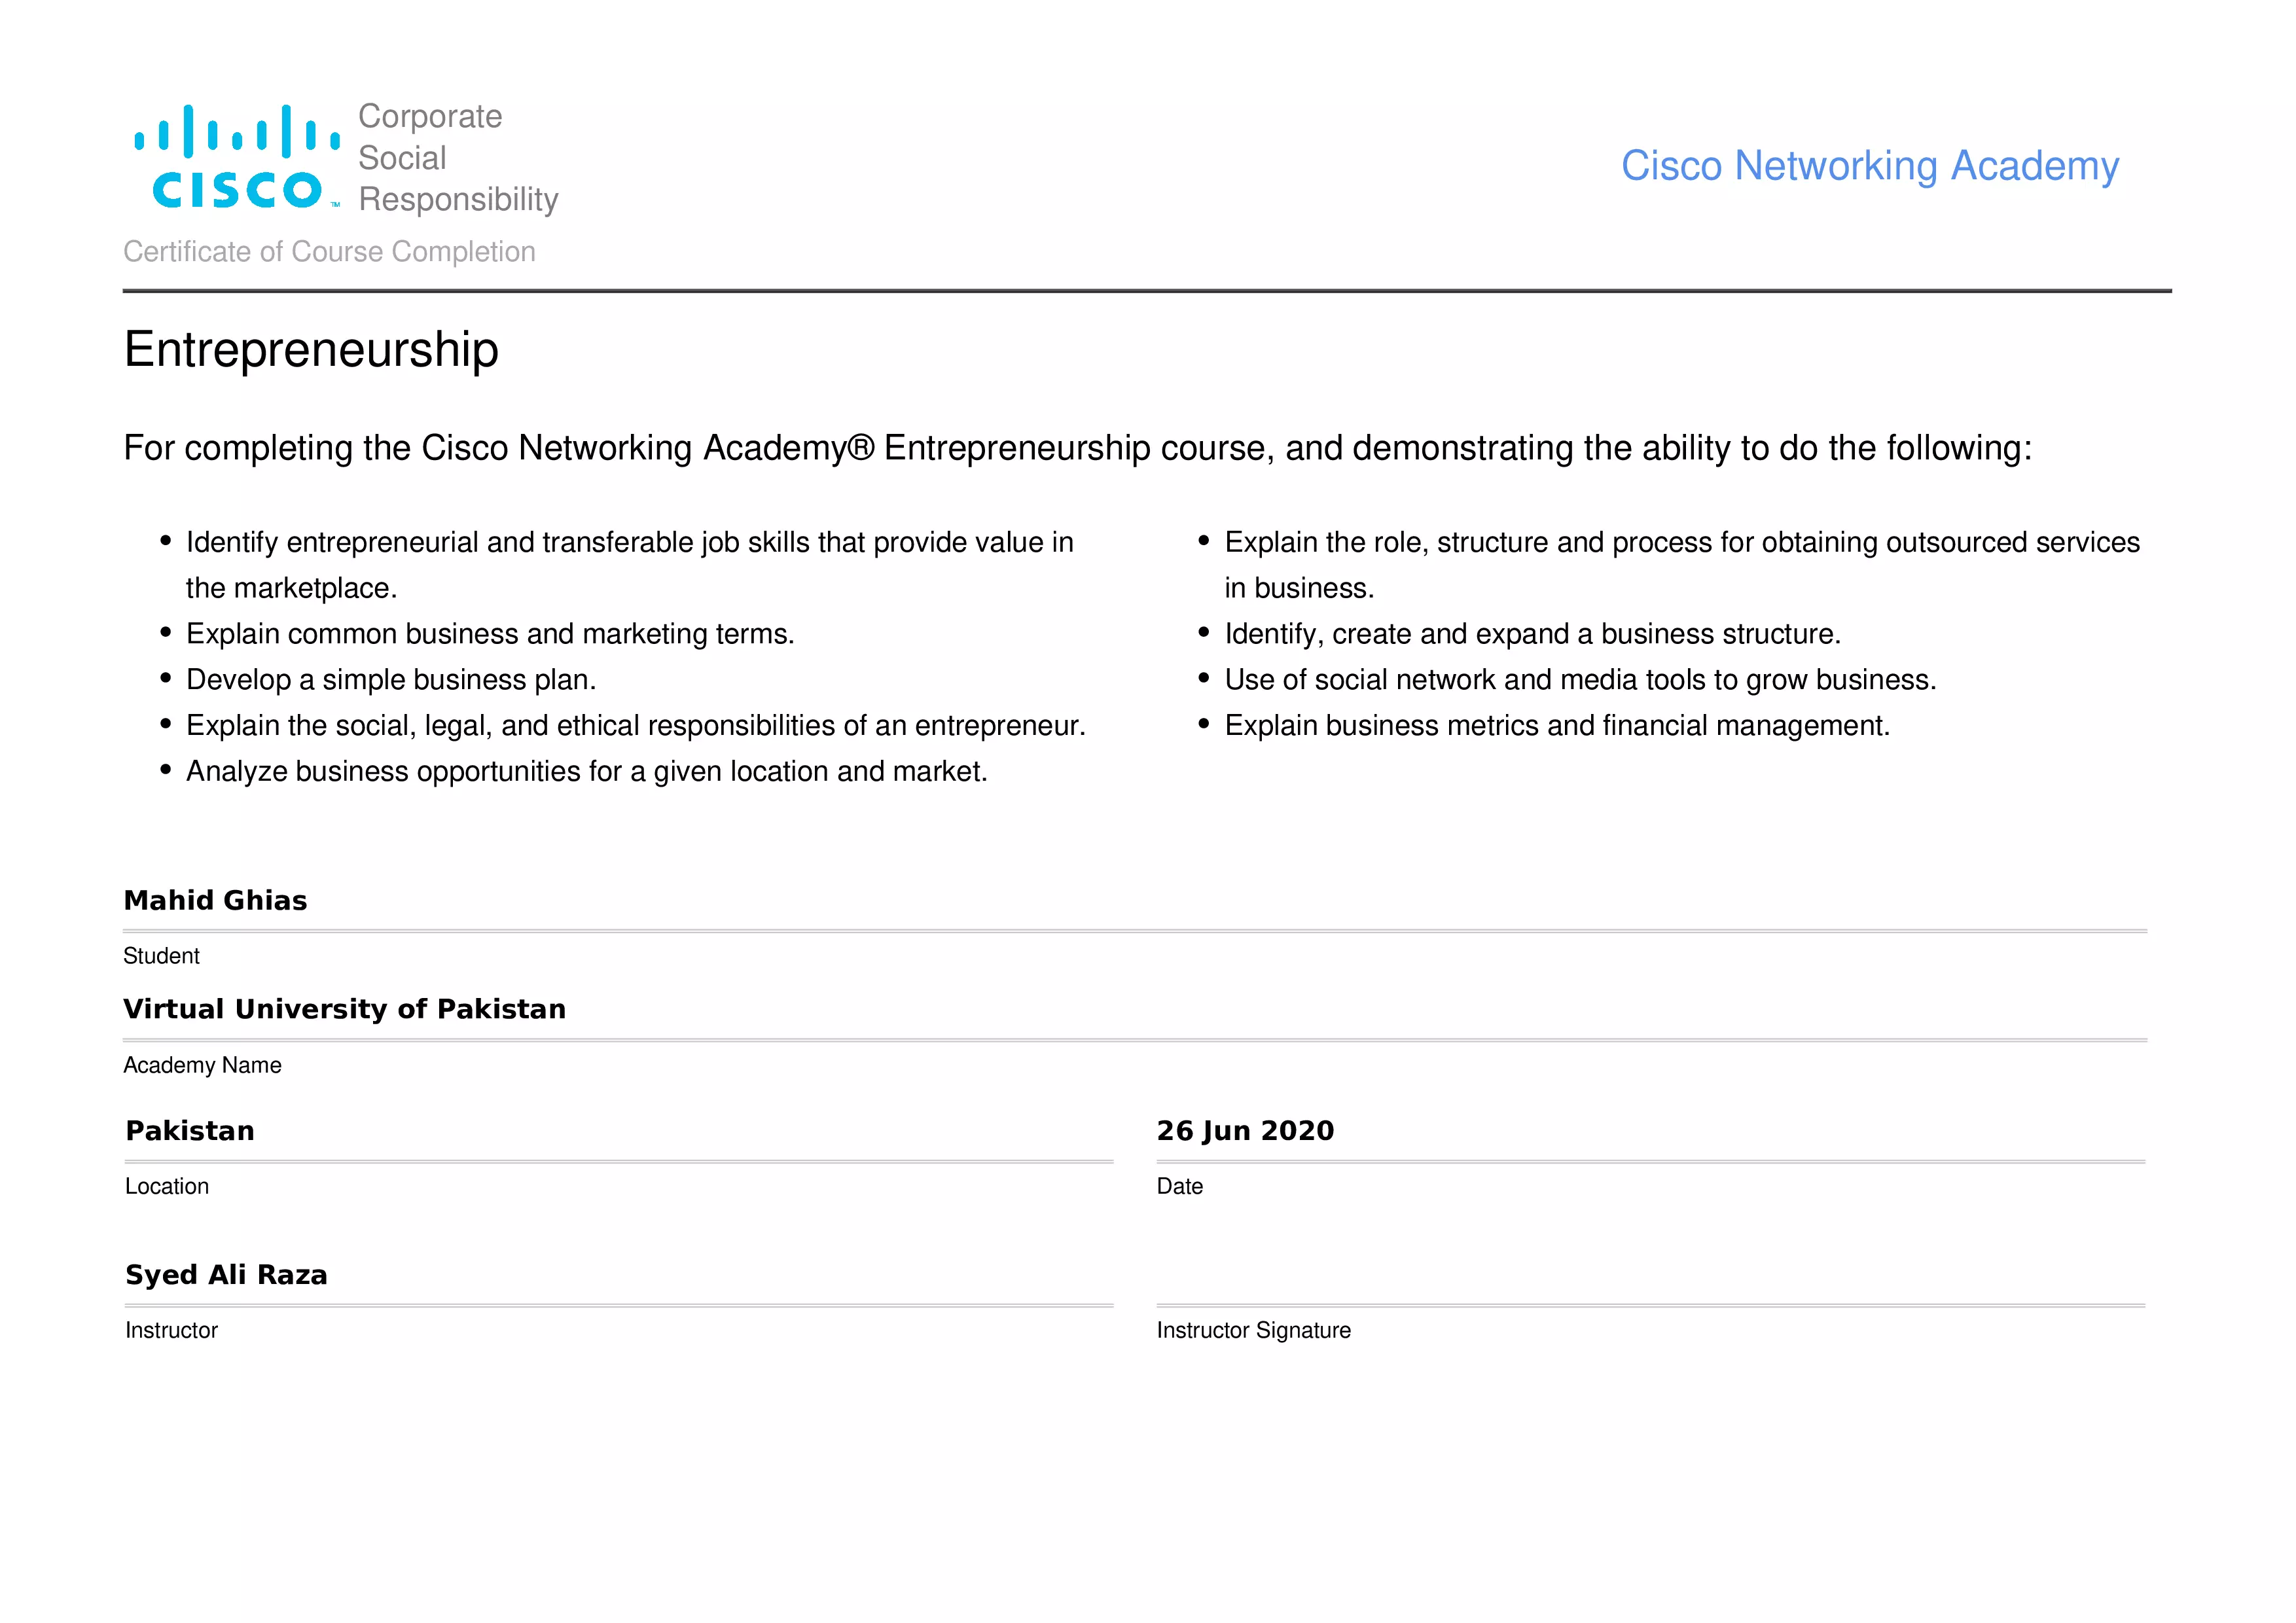 CISCO™
Corporate
Social
Responsibility
Cisco Networking Academy
Certificate of Course Completion
Entrepreneurship
For completing the Cisco Networking Academy® Entrepreneurship course, and demonstrating the ability to do the following:
• Identify entrepreneurial and transferable job skills that provide value in
the marketplace.
• Explain common business and marketing terms.
• Develop a simple business plan.
• Explain the social, legal, and ethical responsibilities of an entrepreneur.
• Analyze business opportunities for a given location and market.
• Explain the role, structure and process for obtaining outsourced services
in business.
• Identify, create and expand a business structure.
• Use of social network and media tools to grow business.
• Explain business metrics and financial management.
Mahid Ghias
Student
Virtual University of Pakistan
Academy Name
Pakistan
Location
26 Jun 2020
Date
Syed Ali Raza
Instructor
Instructor Signature